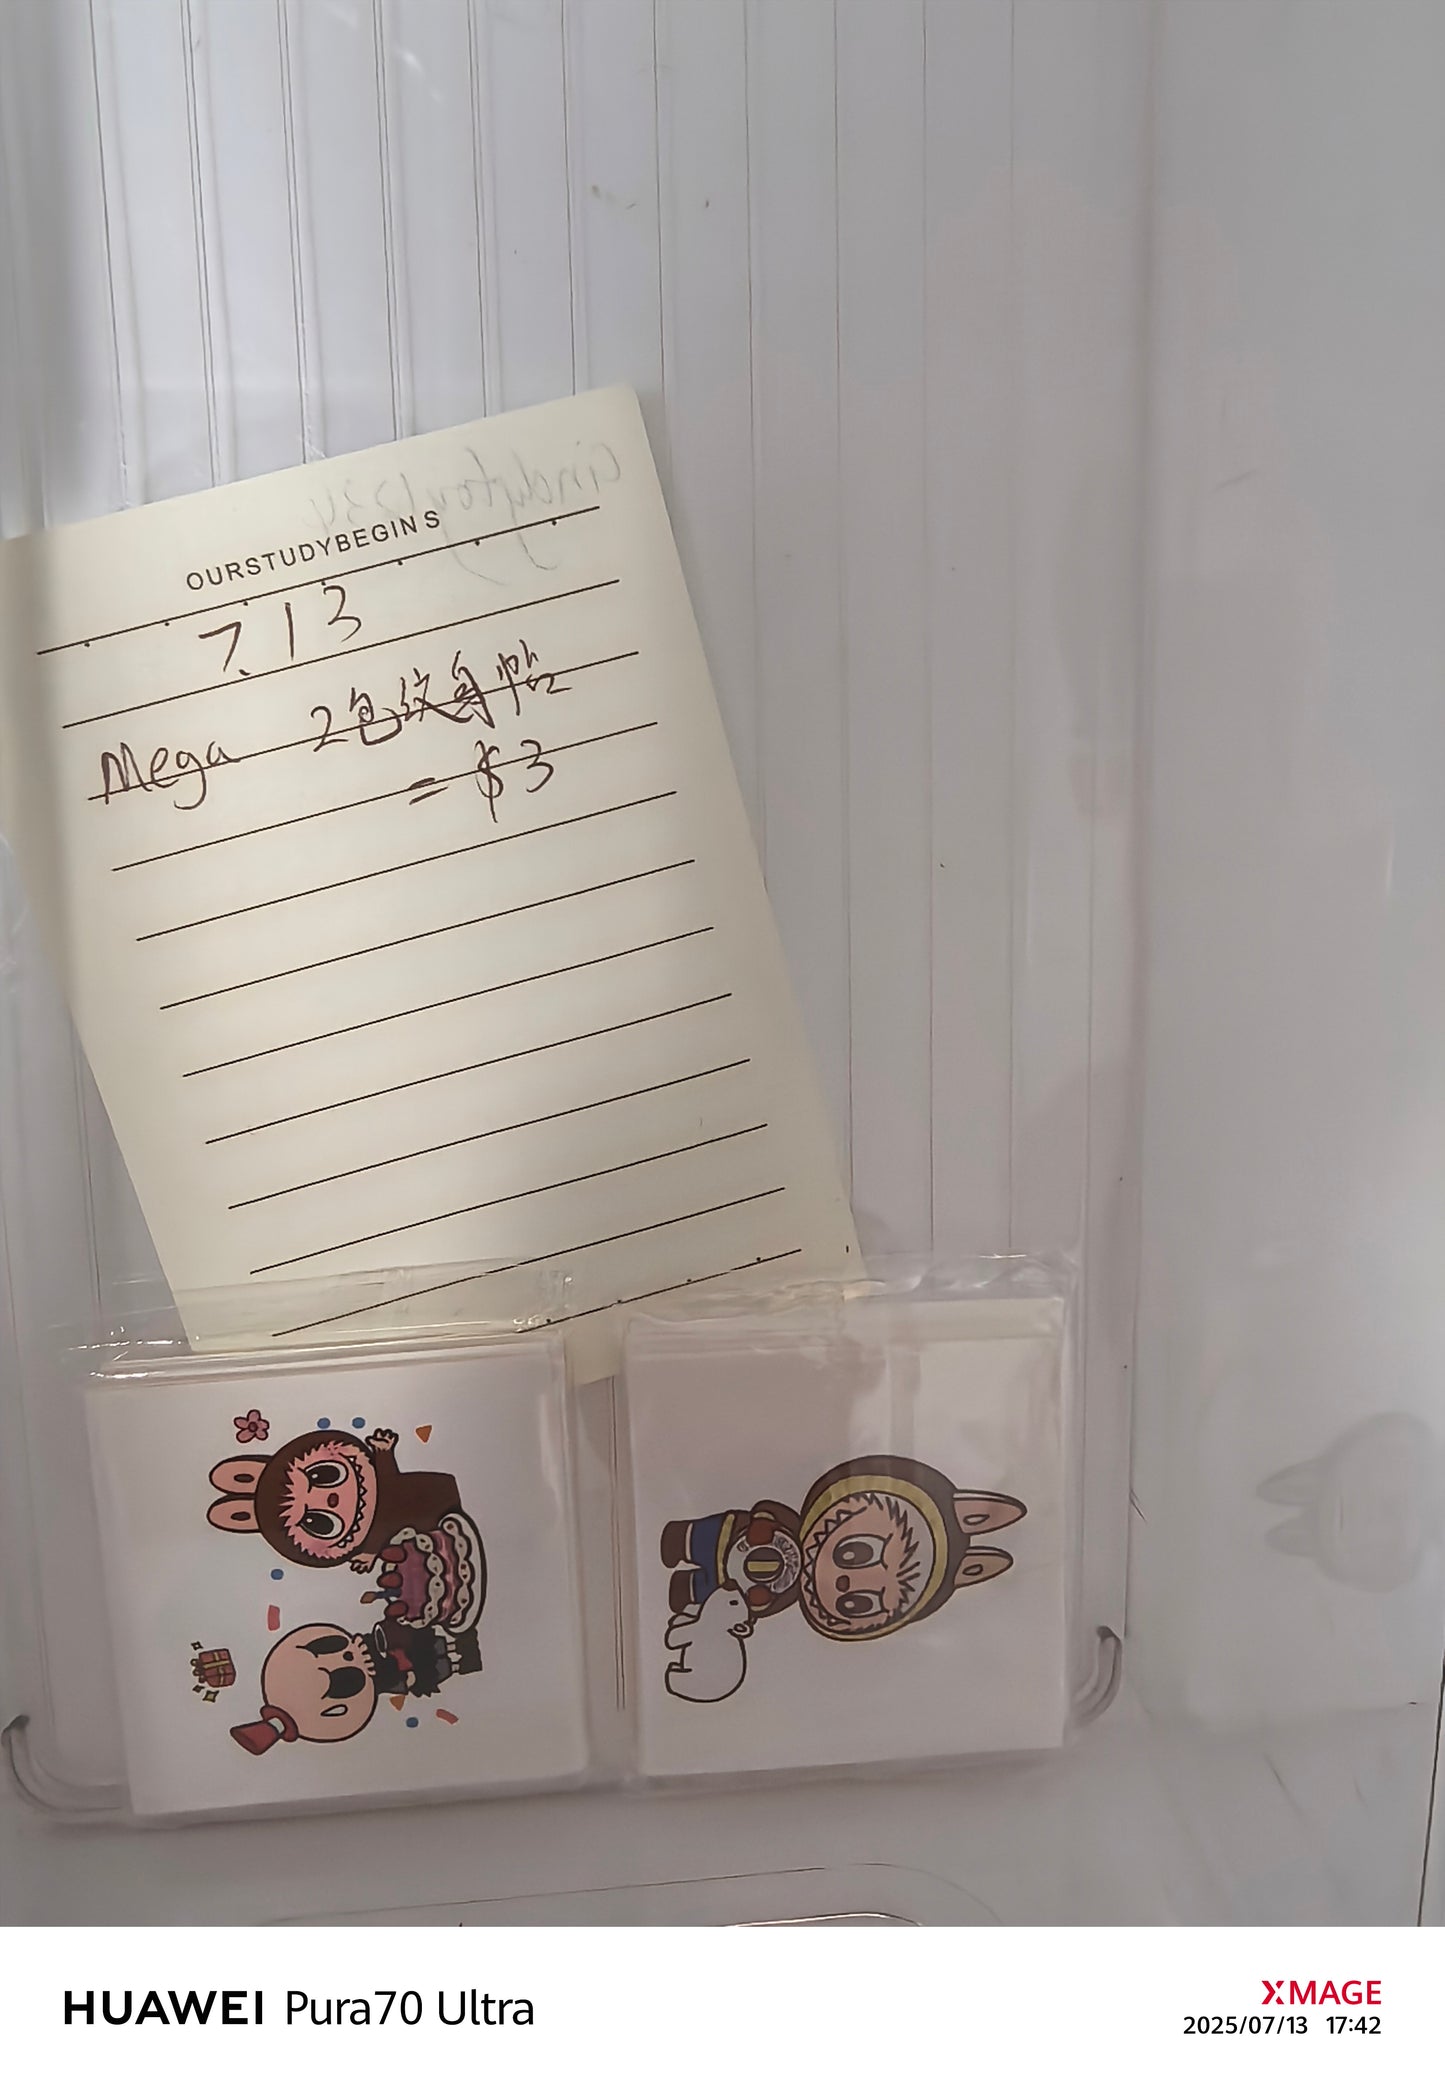 OURSTUDYBEGINS
7.13
Mega 2包纹身帖
= $3
HUAWEI Pura70 Ultra
XMAGE
2025/07/13 17:42